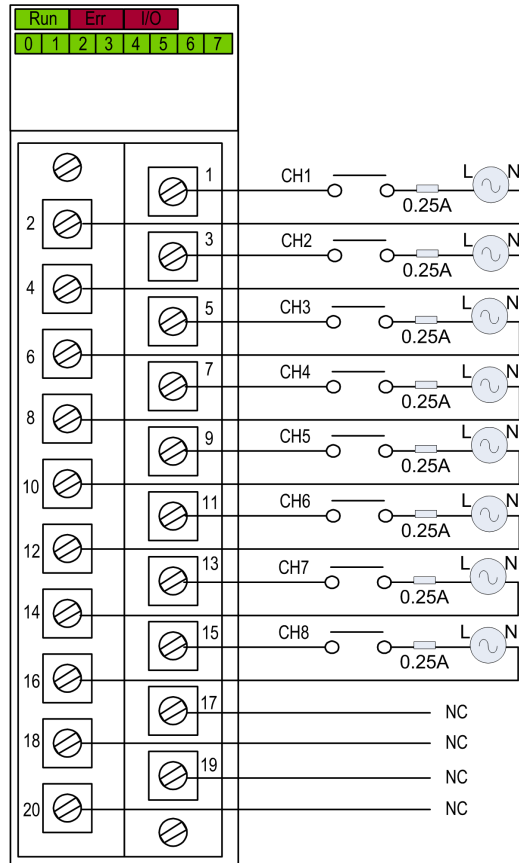 Run Err I/O
0 1 2 3 4 5 6 7
1 CH1 L N
0.25A
2
3 CH2 L N
0.25A
4
5 CH3 L N
0.25A
6
7 CH4 L N
0.25A
8
9 CH5 L N
0.25A
10
11 CH6 L N
0.25A
12
13 CH7 L N
0.25A
14
15 CH8 L N
0.25A
16
17 NC
18 NC
19 NC
20 NC